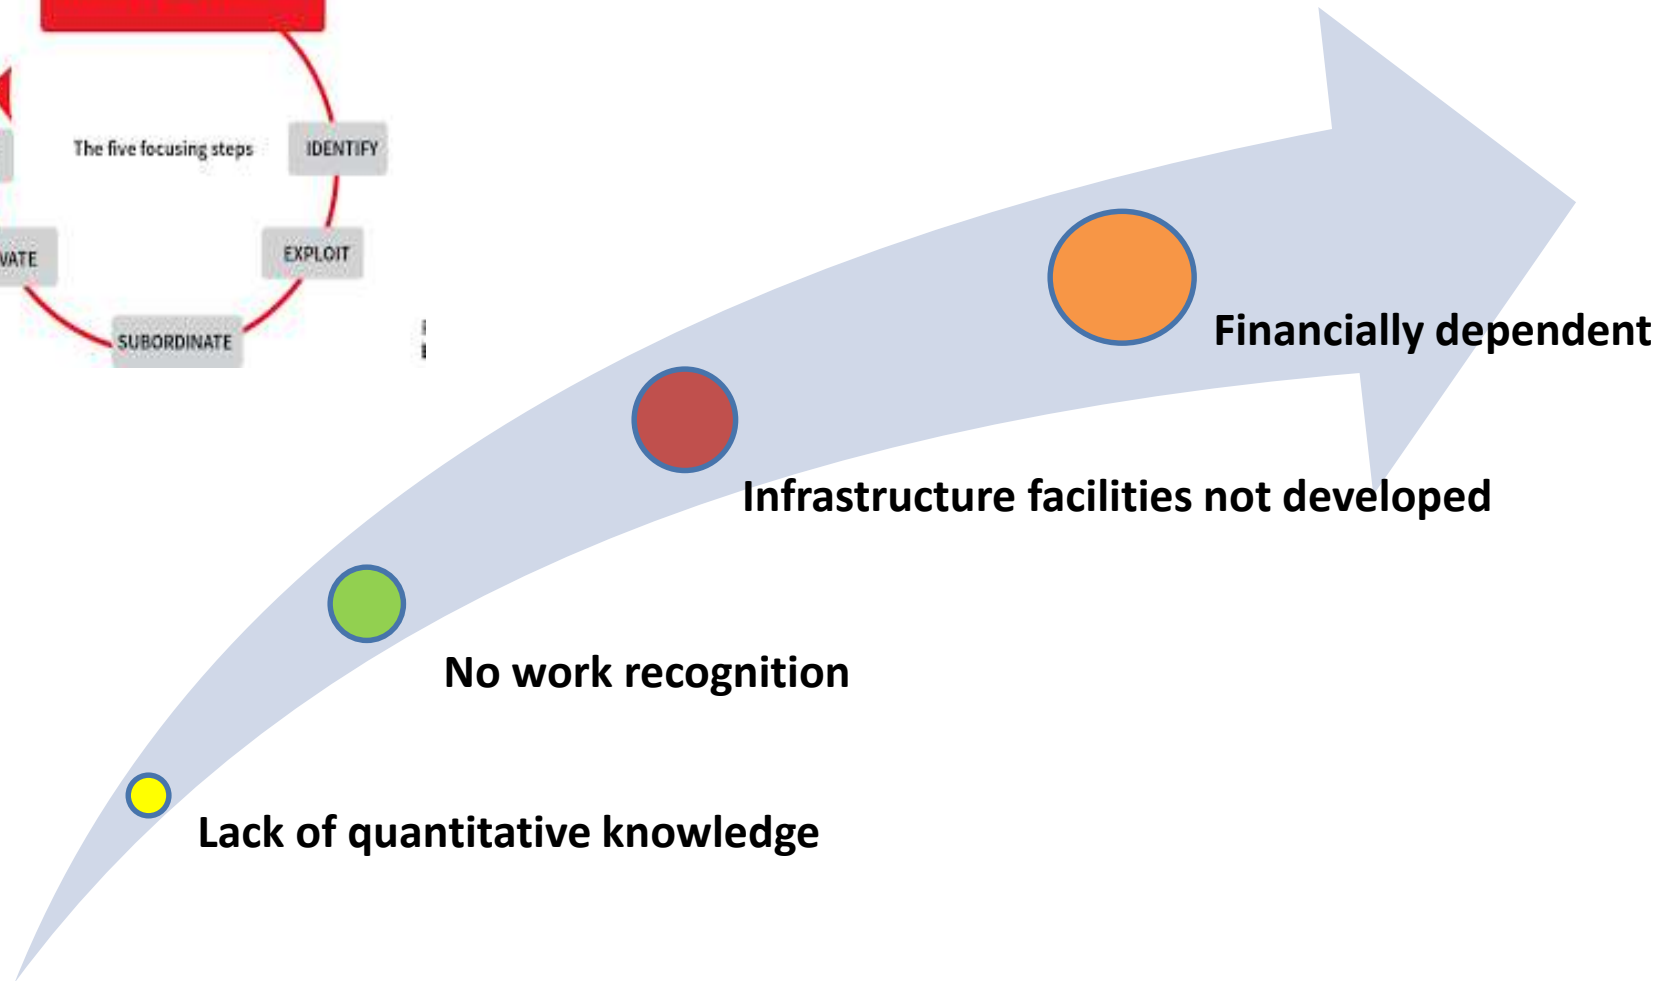 The five focusing steps
IDENTIFY
EXPLOIT
VATE
SUBORDINATE
Financially dependent
Infrastructure facilities not developed
No work recognition
Lack of quantitative knowledge